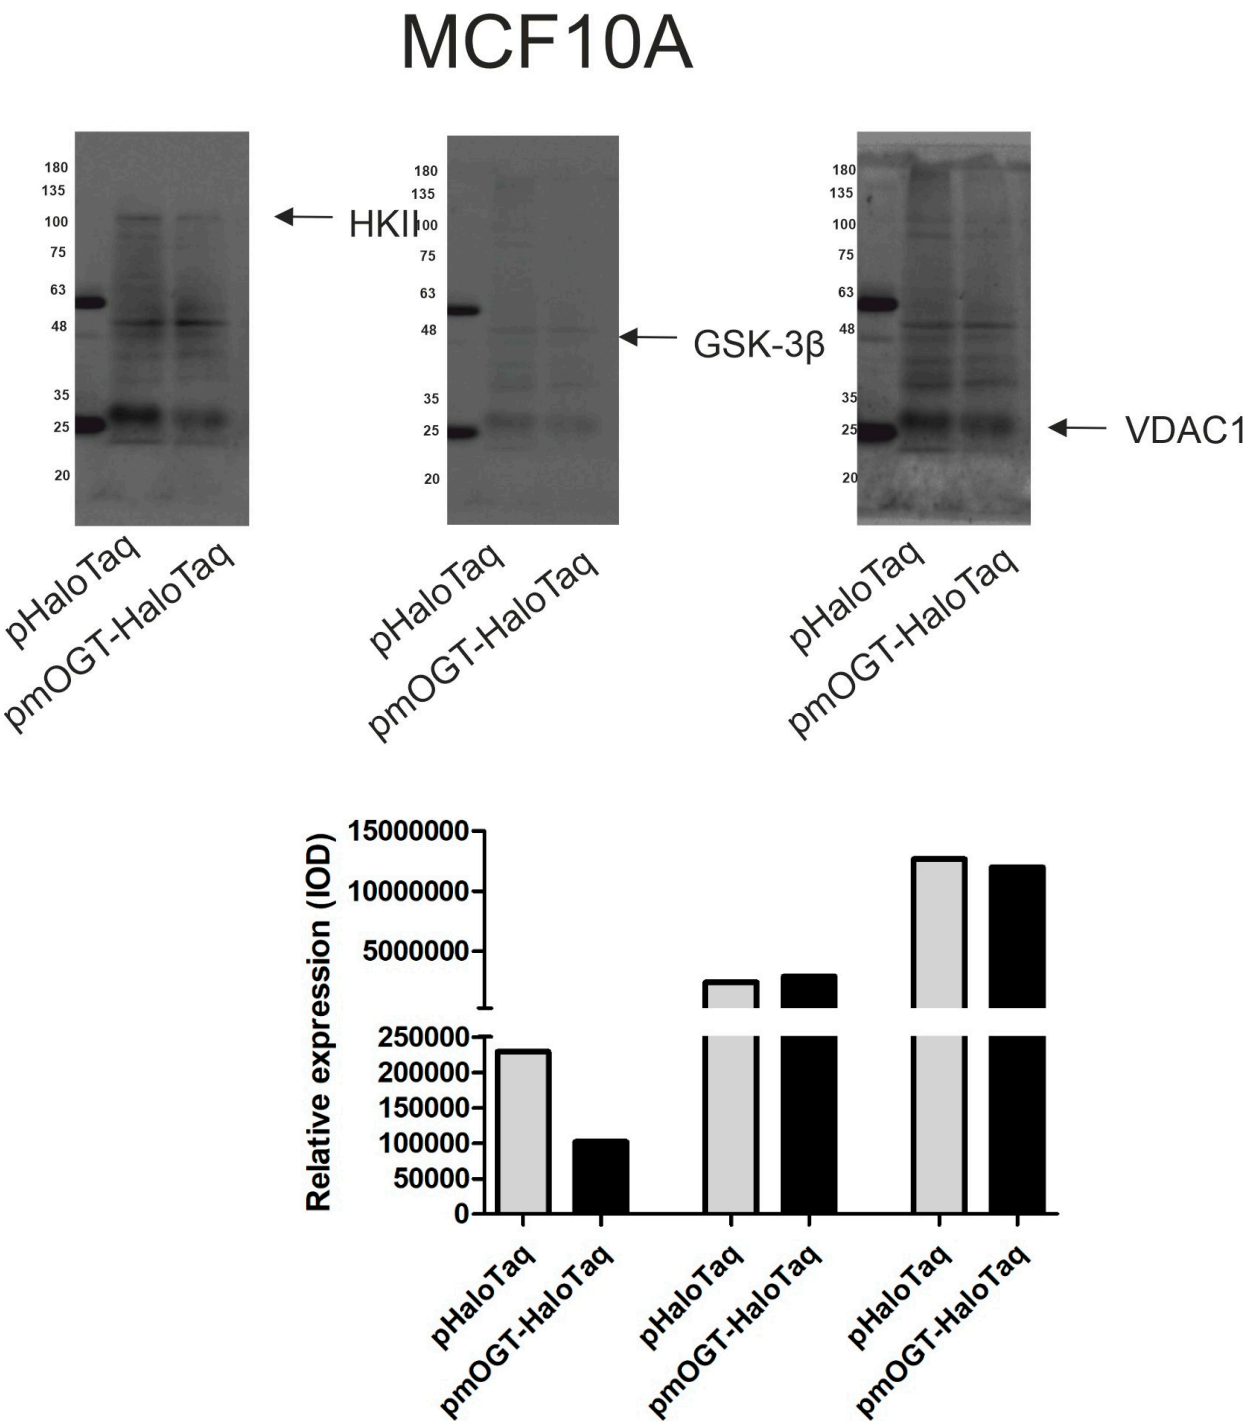 MCF10A
180
135
100
75
63
48
35
25
20
HKII
180
135
100
75
63
48
35
25
20
GSK-3β
180
135
100
75
63
48
35
25
20
VDAC1
pHaloTaq
pmOGT-HaloTaq
pHaloTaq
pmOGT-HaloTaq
pHaloTaq
pmOGT-HaloTaq
Relative expression (IOD)
15000000
10000000
5000000
250000
200000
150000
100000
50000
0
pHaloTaq
pmOGT-HaloTaq
pHaloTaq
pmOGT-HaloTaq
pHaloTaq
pmOGT-HaloTaq